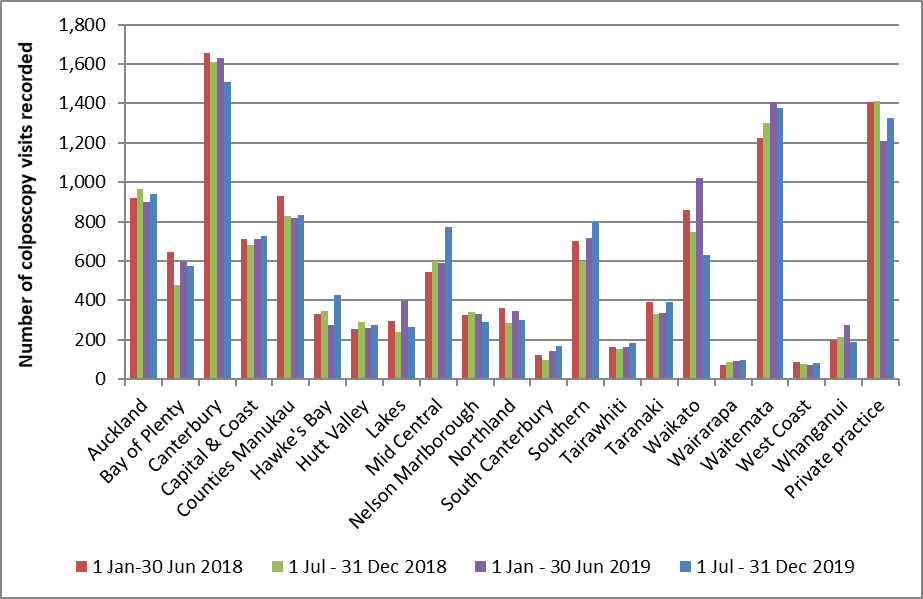 Number of colposcopy visits recorded
1,800
1,600
1,400
1,200
1,000
800
600
400
200
0
Auckland
Bay of Plenty
Canterbury
Capital & Coast
Counties Manukau
Hawke's Bay
Hutt Valley
Lakes
Mid Central
Nelson Marlborough
Northland
South Canterbury
Southern
Tairawhiti
Taranaki
Waikato
Wairarapa
Waitemata
West Coast
Whanganui
Private practice
1 Jan-30 Jun 2018
1 Jul - 31 Dec 2018
1 Jan - 30 Jun 2019
1 Jul - 31 Dec 2019